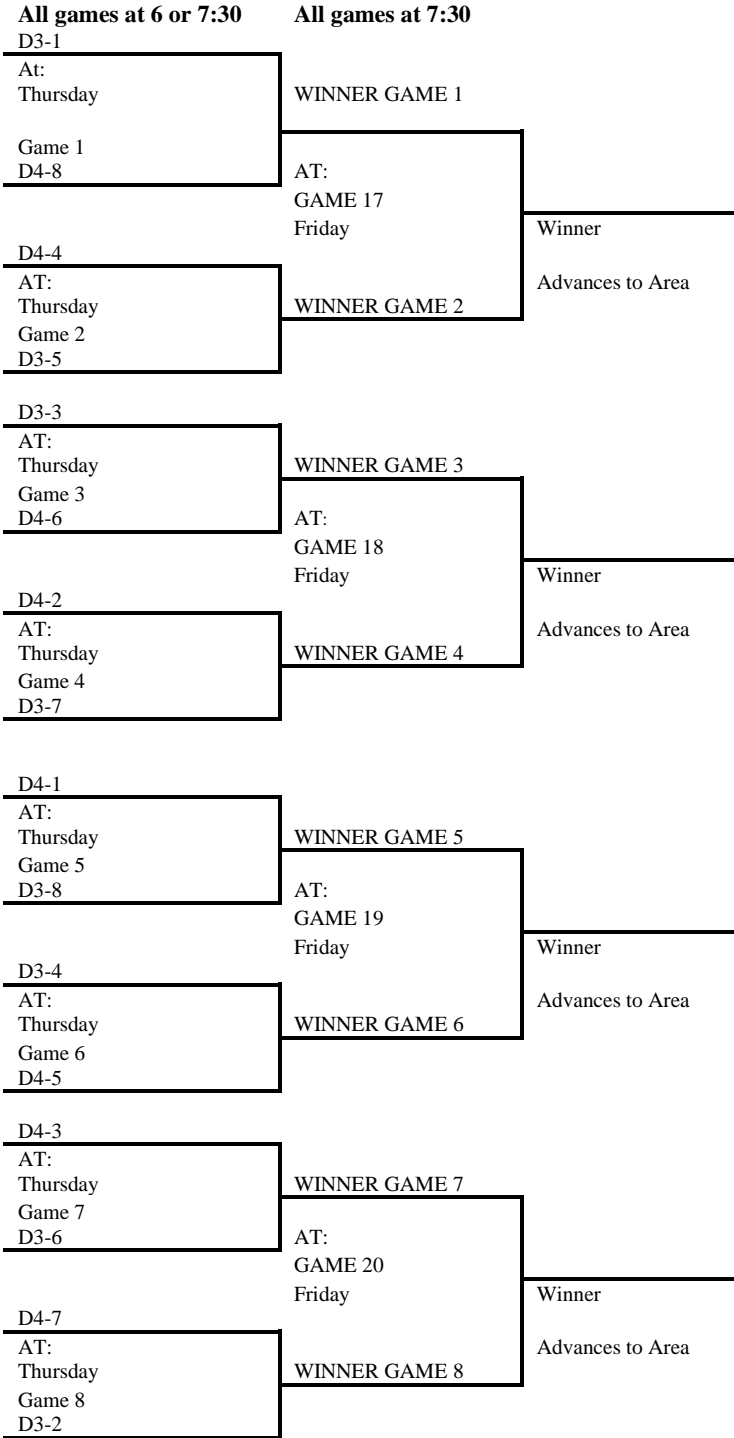 All games at 6 or 7:30
All games at 7:30
D3-1
At:
Thursday
WINNER GAME 1
Game 1
D4-8
AT:
GAME 17
Friday
Winner
D4-4
AT:
Advances to Area
Thursday
WINNER GAME 2
Game 2
D3-5
D3-3
AT:
Thursday
WINNER GAME 3
Game 3
D4-6
AT:
GAME 18
Friday
Winner
D4-2
AT:
Advances to Area
Thursday
WINNER GAME 4
Game 4
D3-7
D4-1
AT:
Thursday
WINNER GAME 5
Game 5
D3-8
AT:
GAME 19
Friday
Winner
D3-4
AT:
Advances to Area
Thursday
WINNER GAME 6
Game 6
D4-5
D4-3
AT:
Thursday
WINNER GAME 7
Game 7
D3-6
AT:
GAME 20
Friday
Winner
D4-7
AT:
Advances to Area
Thursday
WINNER GAME 8
Game 8
D3-2